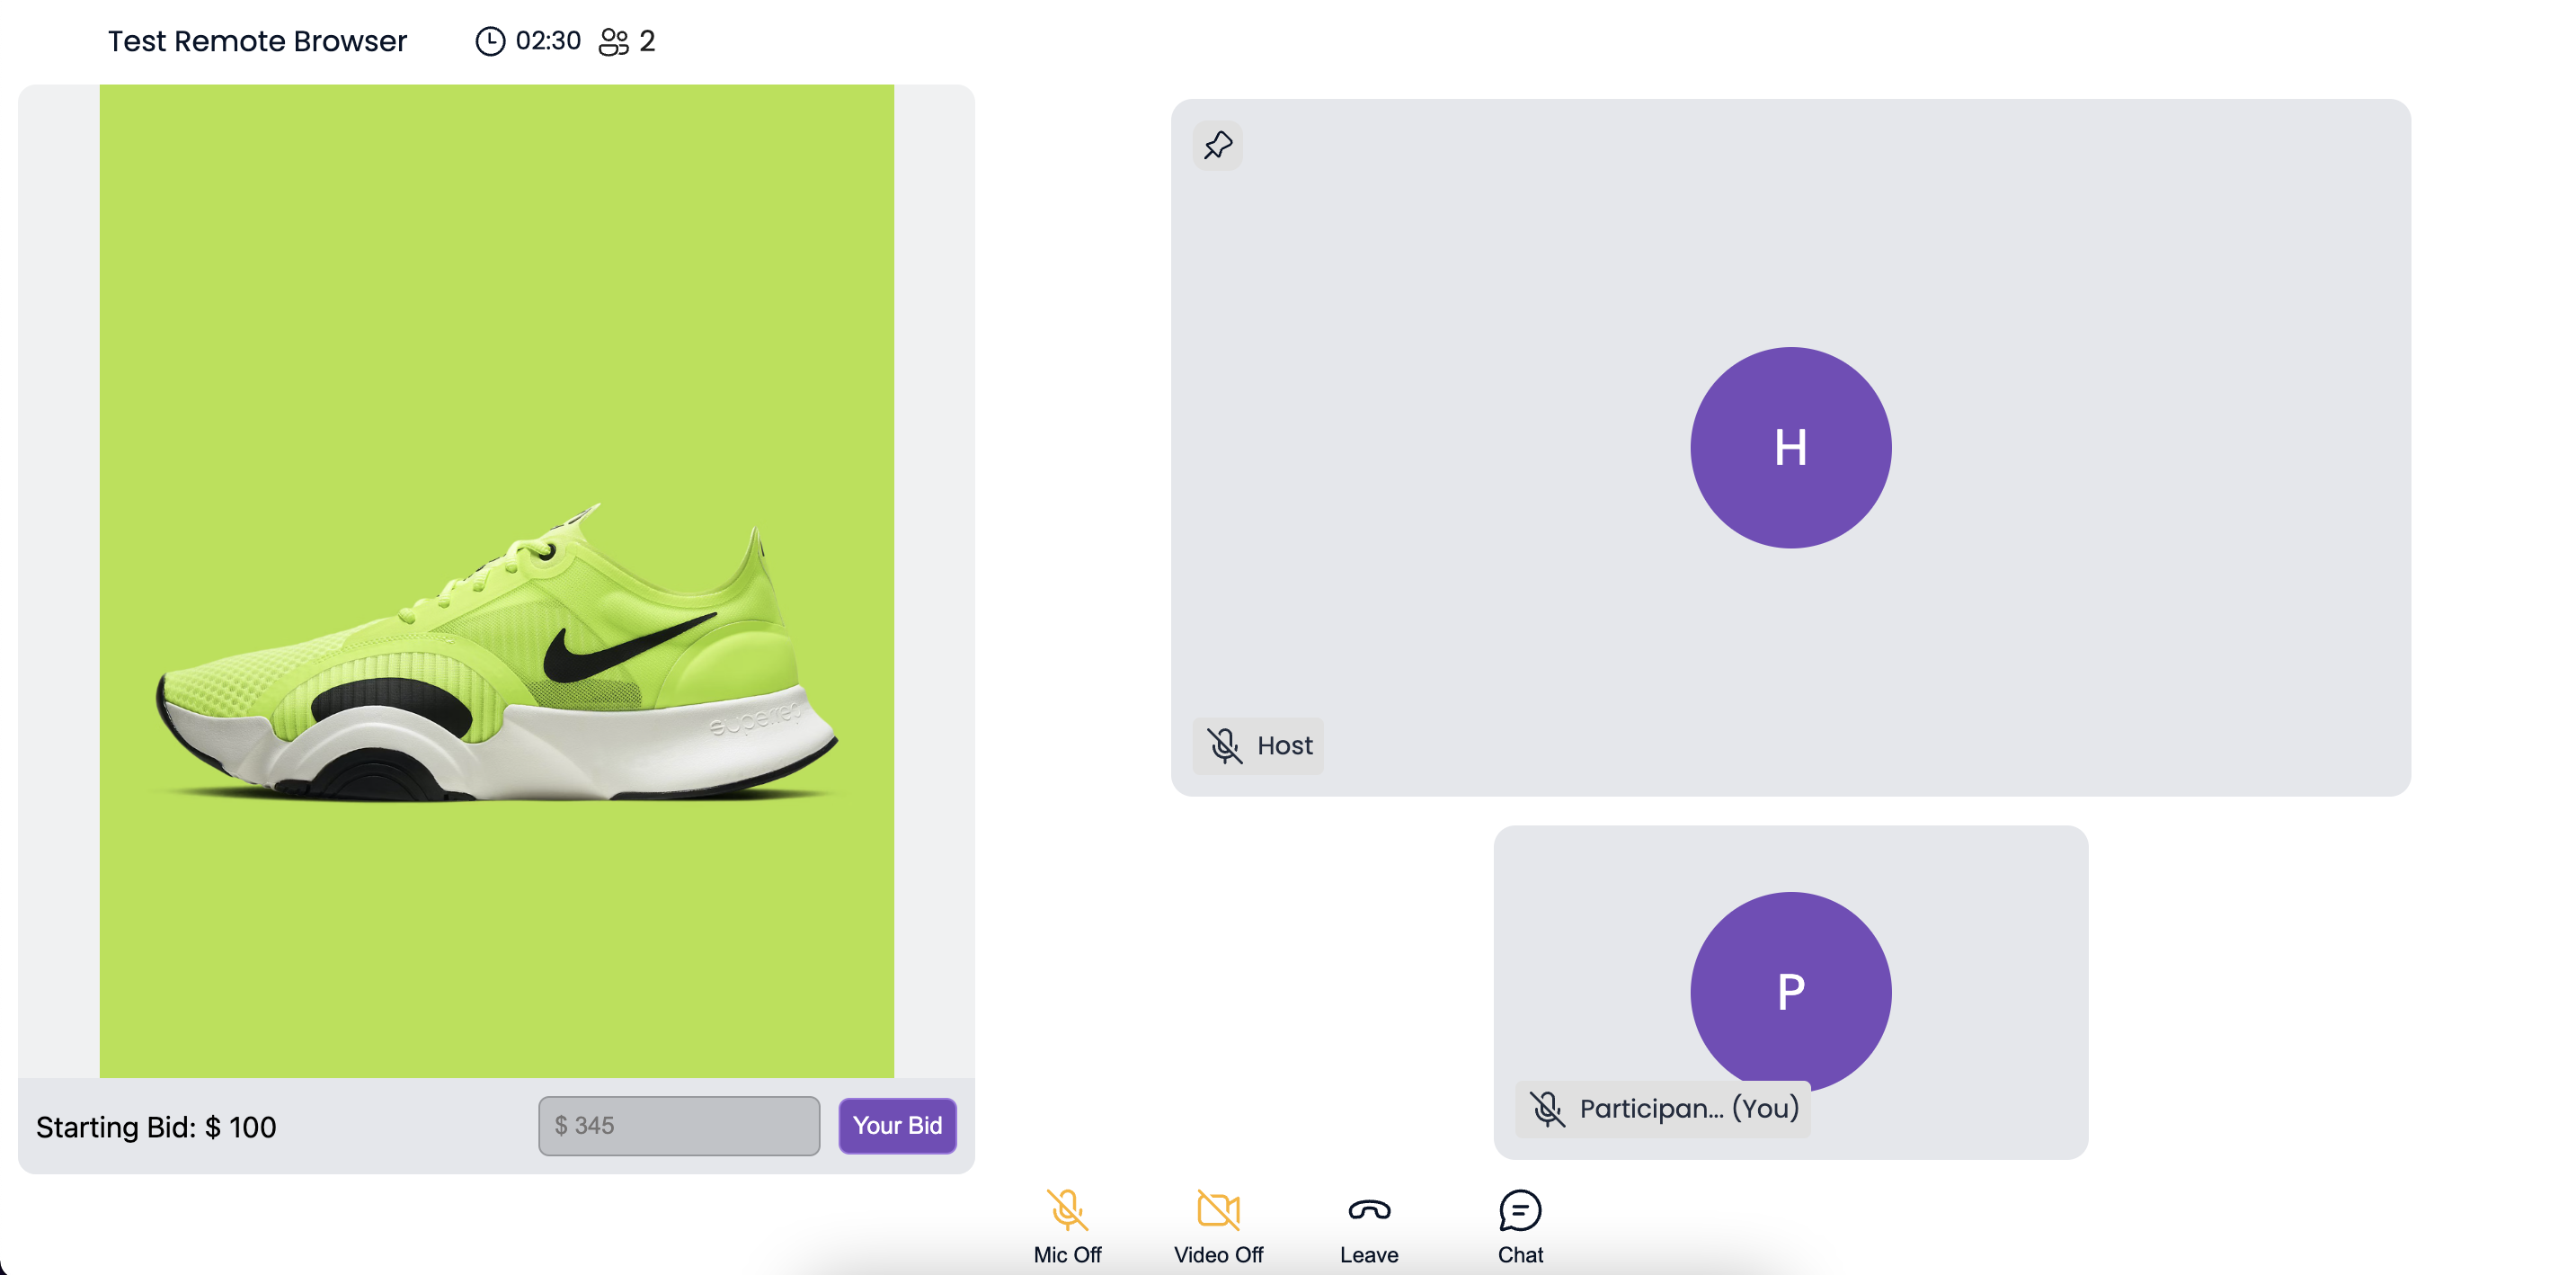 Test Remote Browser
02:30
2
superrep
Starting Bid: $ 100
$ 345
Your Bid
H
Host
P
Participan... (You)
Mic Off
Video Off
Leave
Chat